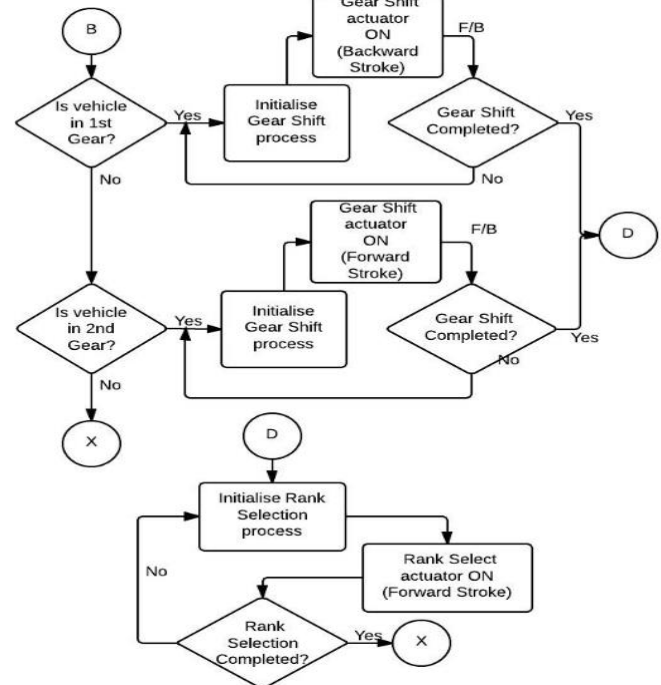 B
Gear Shift
actuator
ON
(Backward
Stroke)
F/B
Is vehicle
in 1st
Gear?
Yes
Initialise
Gear Shift
process
Gear Shift
Completed?
Yes
No
No
D
Gear Shift
actuator
ON
(Forward
Stroke)
F/B
Is vehicle
in 2nd
Gear?
Yes
Initialise
Gear Shift
process
Gear Shift
Completed?
No
Yes
No
X
D
Initialise Rank
Selection
process
No
Rank Select
actuator ON
(Forward Stroke)
Rank
Selection
Completed?
Yes
X